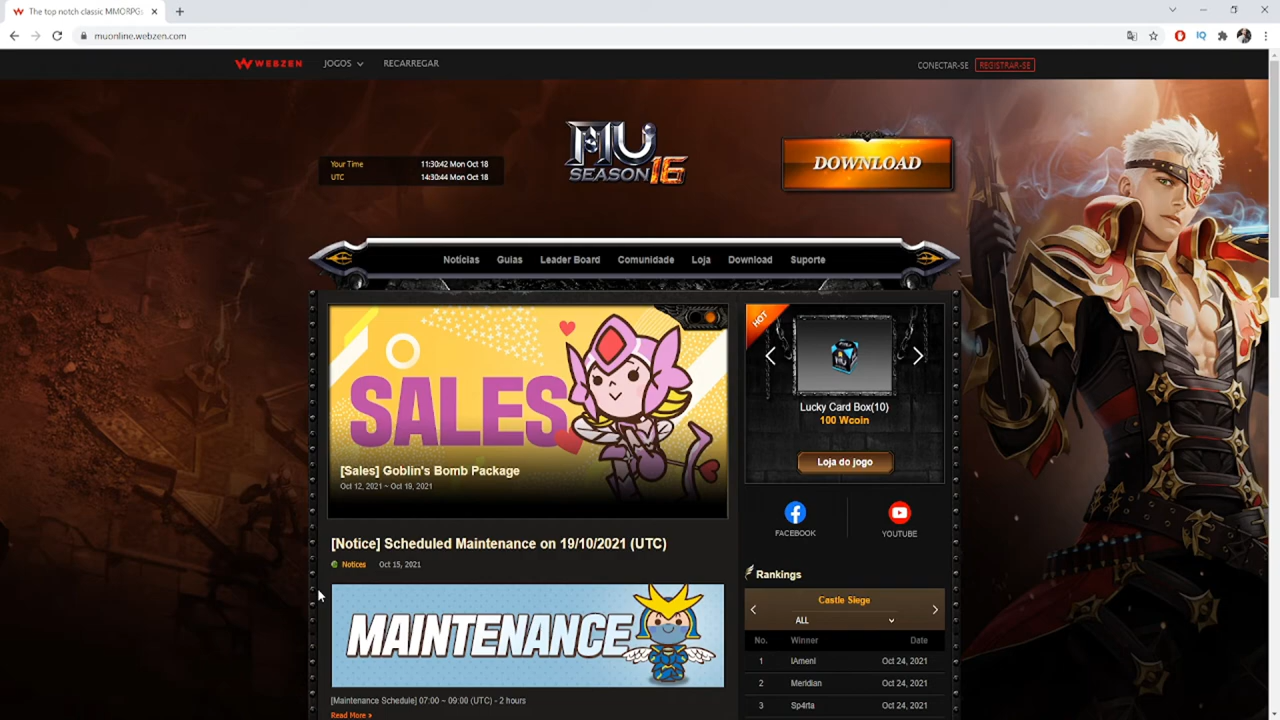 The top notch classic MMORPG:
muonline.webzen.com
WEBZEN
JOGOS
RECARREGAR
CONECTAR-SE
REGISTRAR-SE
Your Time 11:30:42 Mon Oct 18
UTC 14:30:44 Mon Oct 18
MU
SEASON 16
DOWNLOAD
Notícias
Guias
Leader Board
Comunidade
Loja
Download
Suporte
SALES
[Sales] Goblin's Bomb Package
Oct 12, 2021 ~ Oct 19, 2021
HOT
Lucky Card Box(10)
100 Wcoin
Loja do jogo
FACEBOOK
YOUTUBE
[Notice] Scheduled Maintenance on 19/10/2021 (UTC)
Notices Oct 15, 2021
MAINTENANCE
[Maintenance Schedule] 07:00 ~ 09:00 (UTC) - 2 hours
Read More »
Rankings
Castle Siege
ALL
No. Winner Date
1 IAmenI Oct 24, 2021
2 Meridian Oct 24, 2021
3 Sp4rta Oct 24, 2021